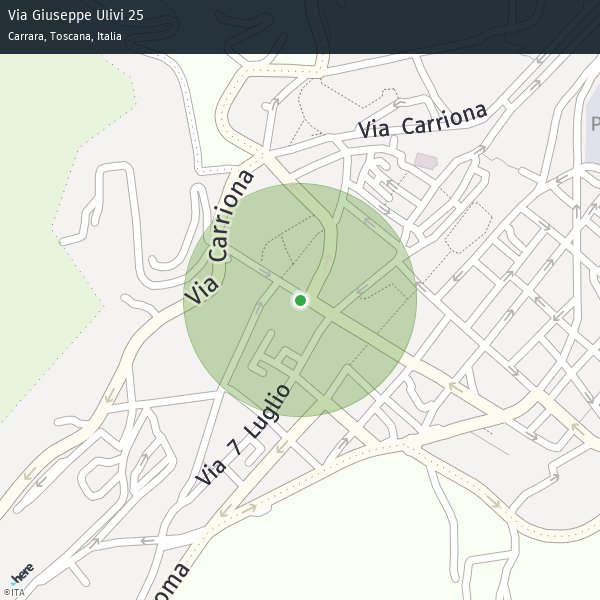 Via Giuseppe Ulivi 25
Carrara, Toscana, Italia
Via Carriona
Via Carriona
Via 7 Luglio
oma
P
here
©ITA